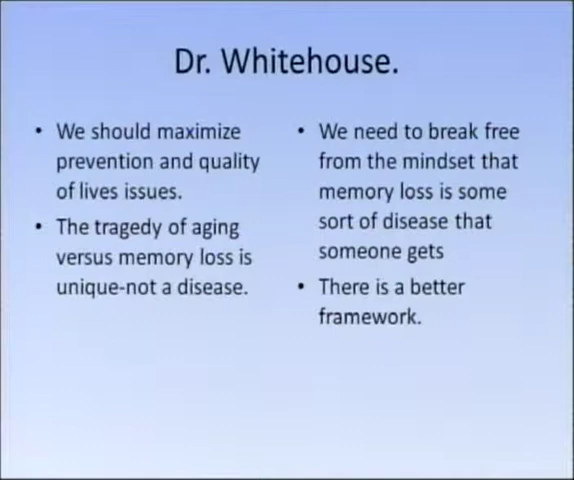 Dr. Whitehouse.
• We should maximize
prevention and quality
of lives issues.
• The tragedy of aging
versus memory loss is
unique-not a disease.
• We need to break free
from the mindset that
memory loss is some
sort of disease that
someone gets
• There is a better
framework.